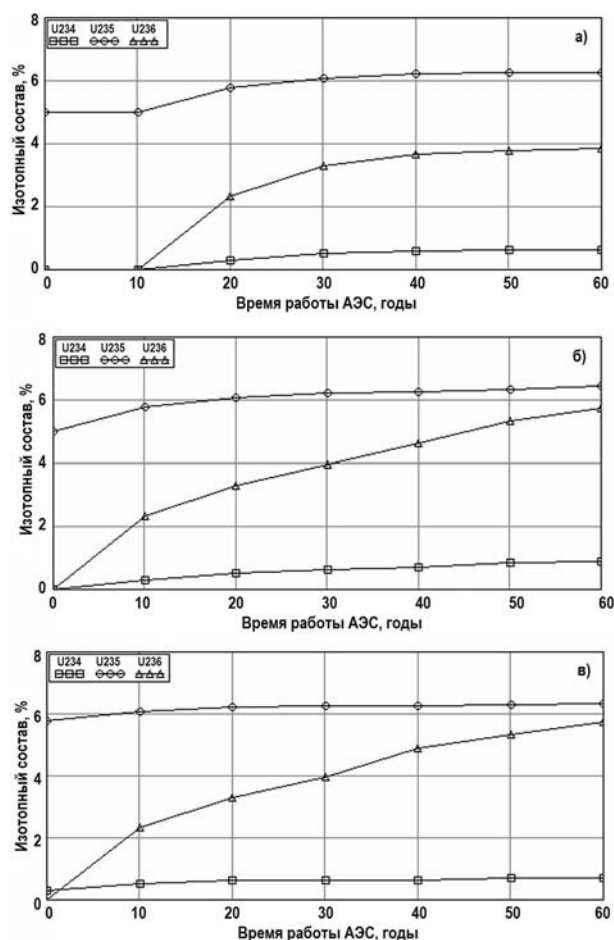 8
U234 U235 U236
а)
6
4
2
0
Изотопный состав, %
0 10 20 30 40 50 60
Время работы АЭС, годы
8
U234 U235 U236
б)
6
4
2
0
Изотопный состав, %
0 10 20 30 40 50 60
Время работы АЭС, годы
8
U234 U235 U236
в)
6
4
2
0
Изотопный состав, %
0 10 20 30 40 50 60
Время работы АЭС, годы